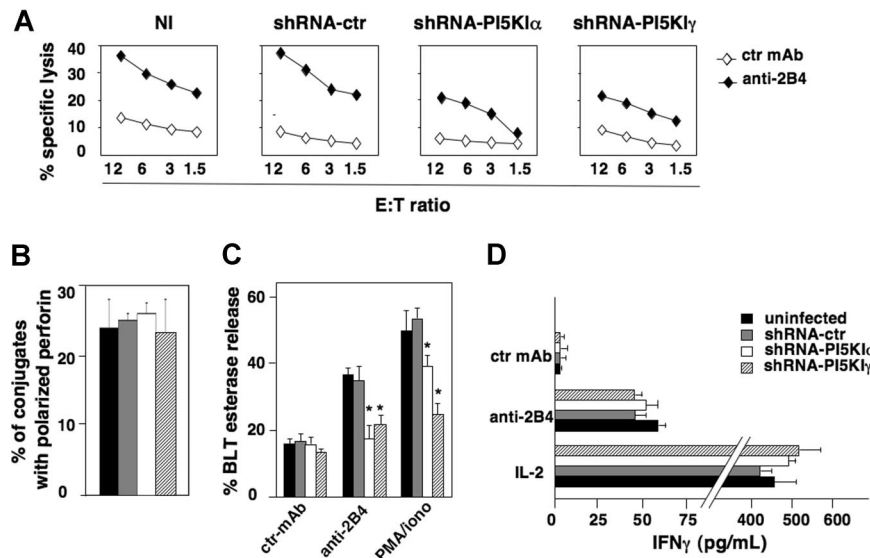 A
NI
shRNA-ctr
shRNA-PI5KIα
shRNA-PI5KIγ
ctr mAb
anti-2B4
% specific lysis
40
30
20
10
0
12 6 3 1.5
12 6 3 1.5
12 6 3 1.5
12 6 3 1.5
E:T ratio
B
% of conjugates
with polarized perforin
30
20
10
0
C
% BLT esterase release
60
40
20
0
* *
*
*
ctr-mAb
anti-2B4
PMA/iono
D
uninfected
shRNA-ctr
shRNA-PI5KIα
shRNA-PI5KIγ
ctr mAb
anti-2B4
IL-2
0 25 50 75 400 500 600
IFNγ (pg/mL)